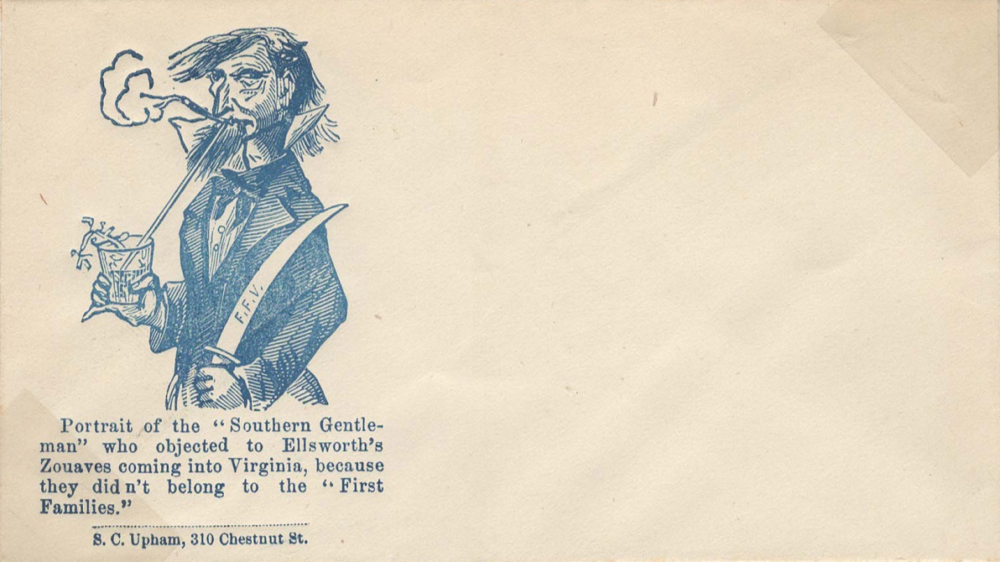 F. F. V.
Portrait of the “Southern Gentle-
man” who objected to Ellsworth’s
Zouaves coming into Virginia, because
they didn’t belong to the “First
Families.”
S. C. Upham, 310 Chestnut St.